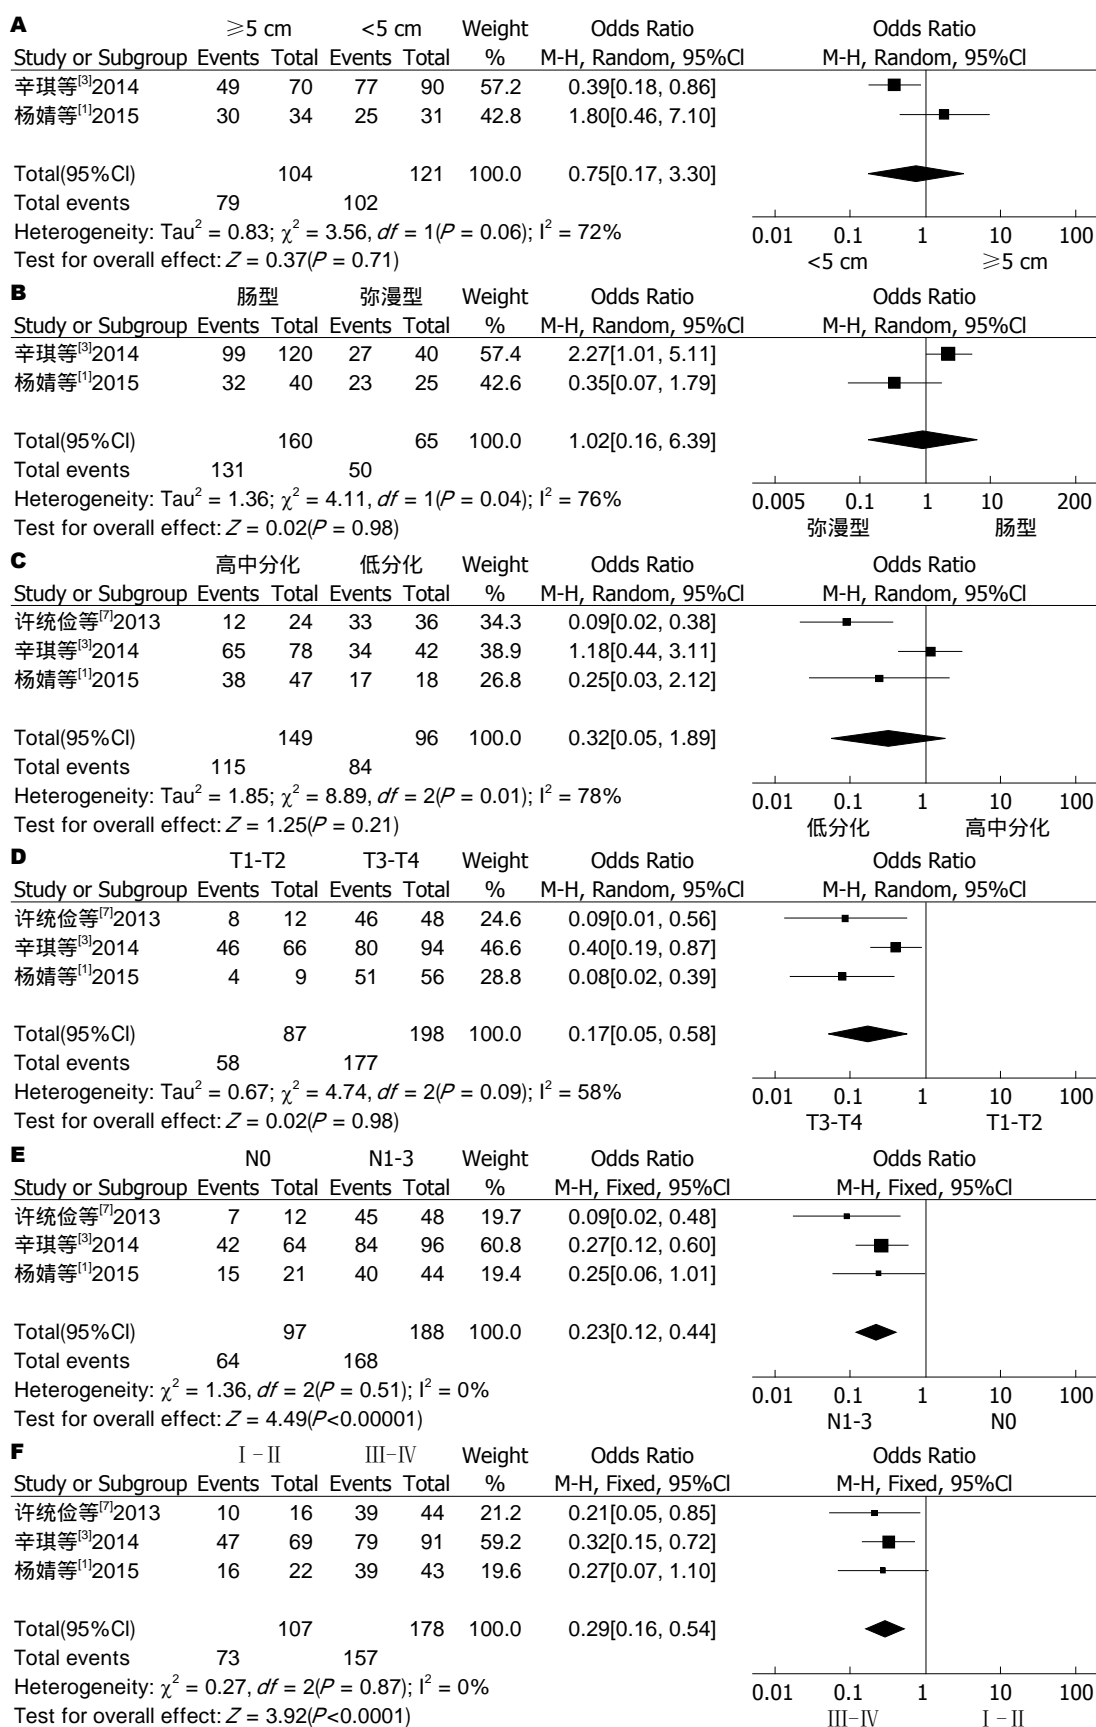 A ≥5 cm <5 cm Weight Odds Ratio Odds Ratio
Study or Subgroup Events Total Events Total % M-H, Random, 95%CI M-H, Random, 95%CI
辛琪等[3]2014 49 70 77 90 57.2 0.39[0.18, 0.86]
杨婧等[1]2015 30 34 25 31 42.8 1.80[0.46, 7.10]
Total(95%CI) 104 121 100.0 0.75[0.17, 3.30]
Total events 79 102
Heterogeneity: Tau² = 0.83; χ² = 3.56, df = 1(P = 0.06); I² = 72%
0.01 0.1 1 10 100
Test for overall effect: Z = 0.37(P = 0.71)
<5 cm ≥5 cm
B 肠型 弥漫型 Weight Odds Ratio Odds Ratio
Study or Subgroup Events Total Events Total % M-H, Random, 95%CI M-H, Random, 95%CI
辛琪等[3]2014 99 120 27 40 57.4 2.27[1.01, 5.11]
杨婧等[1]2015 32 40 23 25 42.6 0.35[0.07, 1.79]
Total(95%CI) 160 65 100.0 1.02[0.16, 6.39]
Total events 131 50
Heterogeneity: Tau² = 1.36; χ² = 4.11, df = 1(P = 0.04); I² = 76%
0.005 0.1 1 10 200
Test for overall effect: Z = 0.02(P = 0.98)
弥漫型 肠型
C 高中分化 低分化 Weight Odds Ratio Odds Ratio
Study or Subgroup Events Total Events Total % M-H, Random, 95%CI M-H, Random, 95%CI
许统俭等[7]2013 12 24 33 36 34.3 0.09[0.02, 0.38]
辛琪等[3]2014 65 78 34 42 38.9 1.18[0.44, 3.11]
杨婧等[1]2015 38 47 17 18 26.8 0.25[0.03, 2.12]
Total(95%CI) 149 96 100.0 0.32[0.05, 1.89]
Total events 115 84
Heterogeneity: Tau² = 1.85; χ² = 8.89, df = 2(P = 0.01); I² = 78%
0.01 0.1 1 10 100
Test for overall effect: Z = 1.25(P = 0.21)
低分化 高中分化
D T1-T2 T3-T4 Weight Odds Ratio Odds Ratio
Study or Subgroup Events Total Events Total % M-H, Random, 95%CI M-H, Random, 95%CI
许统俭等[7]2013 8 12 46 48 24.6 0.09[0.01, 0.56]
辛琪等[3]2014 46 66 80 94 46.6 0.40[0.19, 0.87]
杨婧等[1]2015 4 9 51 56 28.8 0.08[0.02, 0.39]
Total(95%CI) 87 198 100.0 0.17[0.05, 0.58]
Total events 58 177
Heterogeneity: Tau² = 0.67; χ² = 4.74, df = 2(P = 0.09); I² = 58%
0.01 0.1 1 10 100
Test for overall effect: Z = 0.02(P = 0.98)
T3-T4 T1-T2
E N0 N1-3 Weight Odds Ratio Odds Ratio
Study or Subgroup Events Total Events Total % M-H, Fixed, 95%CI M-H, Fixed, 95%CI
许统俭等[7]2013 7 12 45 48 19.7 0.09[0.02, 0.48]
辛琪等[3]2014 42 64 84 96 60.8 0.27[0.12, 0.60]
杨婧等[1]2015 15 21 40 44 19.4 0.25[0.06, 1.01]
Total(95%CI) 97 188 100.0 0.23[0.12, 0.44]
Total events 64 168
Heterogeneity: χ² = 1.36, df = 2(P = 0.51); I² = 0%
0.01 0.1 1 10 100
Test for overall effect: Z = 4.49(P<0.00001)
N1-3 N0
F Ⅰ-Ⅱ Ⅲ-Ⅳ Weight Odds Ratio Odds Ratio
Study or Subgroup Events Total Events Total % M-H, Fixed, 95%CI M-H, Fixed, 95%CI
许统俭等[7]2013 10 16 39 44 21.2 0.21[0.05, 0.85]
辛琪等[3]2014 47 69 79 91 59.2 0.32[0.15, 0.72]
杨婧等[1]2015 16 22 39 43 19.6 0.27[0.07, 1.10]
Total(95%CI) 107 178 100.0 0.29[0.16, 0.54]
Total events 73 157
Heterogeneity: χ² = 0.27, df = 2(P = 0.87); I² = 0%
0.01 0.1 1 10 100
Test for overall effect: Z = 3.92(P<0.0001)
Ⅲ-Ⅳ Ⅰ-Ⅱ